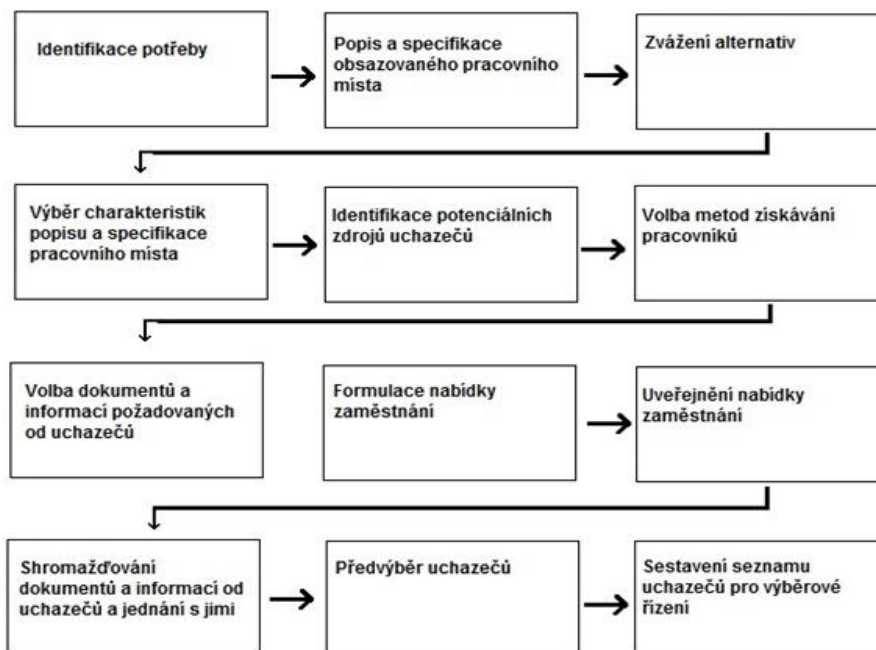 Identifikace potřeby
Popis a specifikace
obsazovaného pracovního
místa
Zvážení alternativ
Výběr charakteristik
popisu a specifikace
pracovního místa
Identifikace potenciálních
zdrojů uchazečů
Volba metod získávání
pracovníků
Volba dokumentů a
informací požadovaných
od uchazečů
Formulace nabídky
zaměstnání
Uveřejnění nabídky
zaměstnání
Shromažďování
dokumentů a informací od
uchazečů a jednání s jimi
Předvýběr uchazečů
Sestavení seznamu
uchazečů pro výběrové
řízení